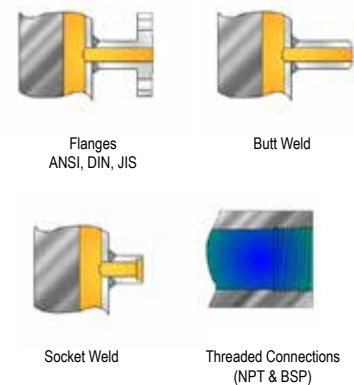 Flanges
ANSI, DIN, JIS
Butt Weld
Socket Weld
Threaded Connections
(NPT & BSP)